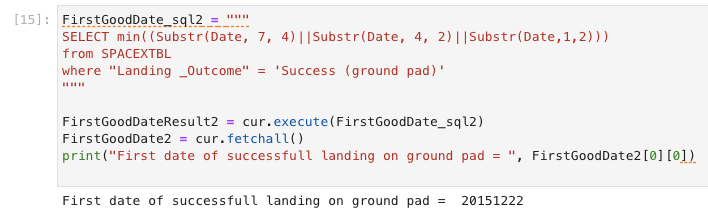 [15]: FirstGoodDate_sql2 = """
SELECT min((Substr(Date, 7, 4)||Substr(Date, 4, 2)||Substr(Date,1,2)))
from SPACEXTBL
where "Landing _Outcome" = 'Success (ground pad)'
"""
FirstGoodDateResult2 = cur.execute(FirstGoodDate_sql2)
FirstGoodDate2 = cur.fetchall()
print("First date of successfull landing on ground pad = ", FirstGoodDate2[0][0])
First date of successfull landing on ground pad =  20151222